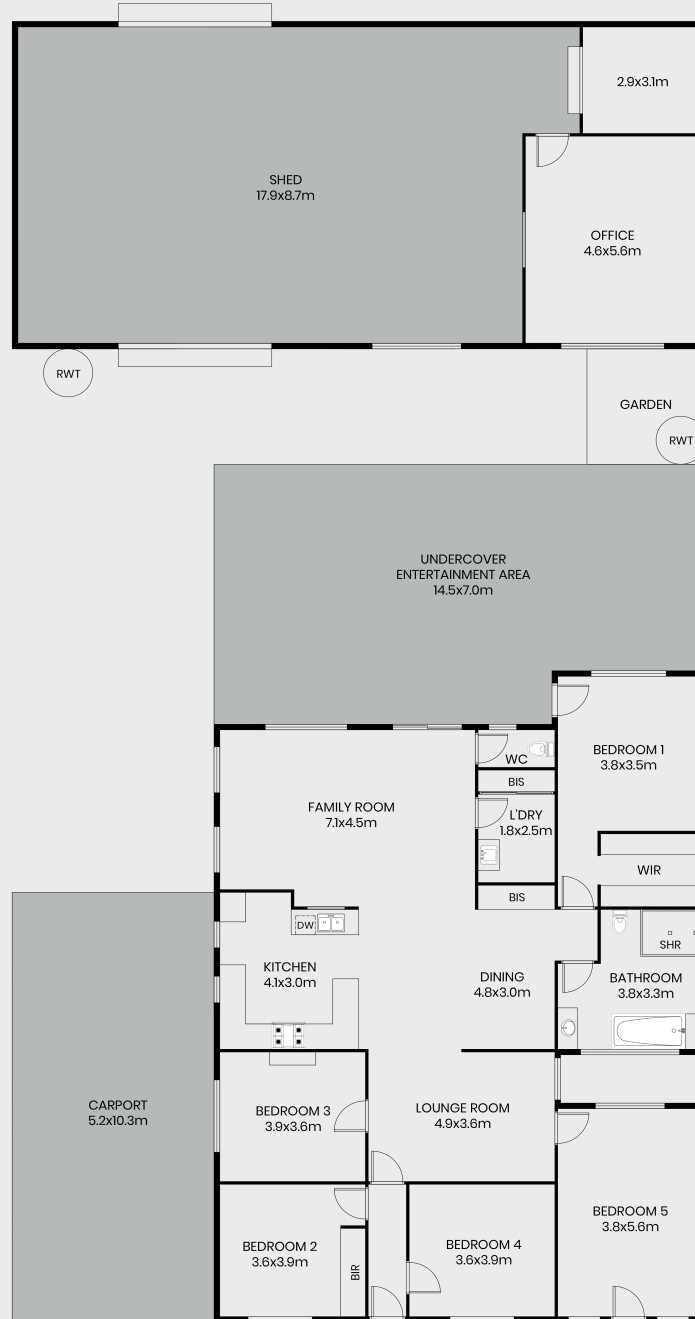 2.9x3.1m
SHED
17.9x8.7m
OFFICE
4.6x5.6m
RWT
GARDEN
RWT
UNDERCOVER
ENTERTAINMENT AREA
14.5x7.0m
BEDROOM 1
3.8x3.5m
WC
BIS
FAMILY ROOM
7.1x4.5m
L'DRY
1.8x2.5m
WIR
BIS
DW
SHR
KITCHEN
4.1x3.0m
DINING
4.8x3.0m
BATHROOM
3.8x3.3m
CARPORT
5.2x10.3m
BEDROOM 3
3.9x3.6m
LOUNGE ROOM
4.9x3.6m
BEDROOM 5
3.8x5.6m
BEDROOM 2
3.6x3.9m
BIR
BEDROOM 4
3.6x3.9m